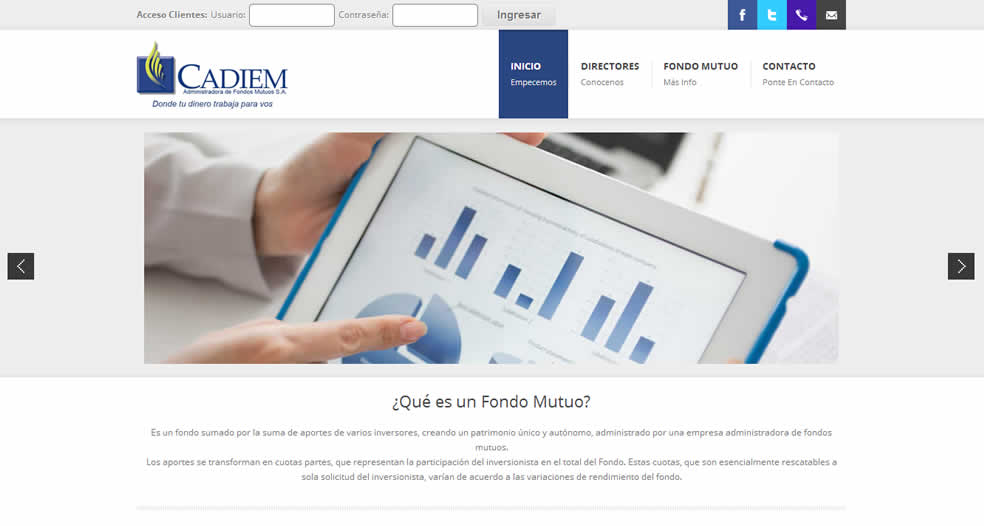 Acceso Clientes: Usuario: Contraseña: Ingresar
CADIEM
Administradora de Fondos Mutuos S.A.
Donde tu dinero trabaja para vos
INICIO
Empecemos
DIRECTORES
Conocenos
FONDO MUTUO
Más Info
CONTACTO
Ponte En Contacto
¿Qué es un Fondo Mutuo?
Es un fondo sumado por la suma de aportes de varios inversores, creando un patrimonio único y autónomo, administrado por una empresa administradora de fondos
mutuos.
Los aportes se transforman en cuotas partes, que representan la participación del inversionista en el total del Fondo. Estas cuotas, que son esencialmente rescatables a
sola solicitud del inversionista, varían de acuerdo a las variaciones de rendimiento del fondo.